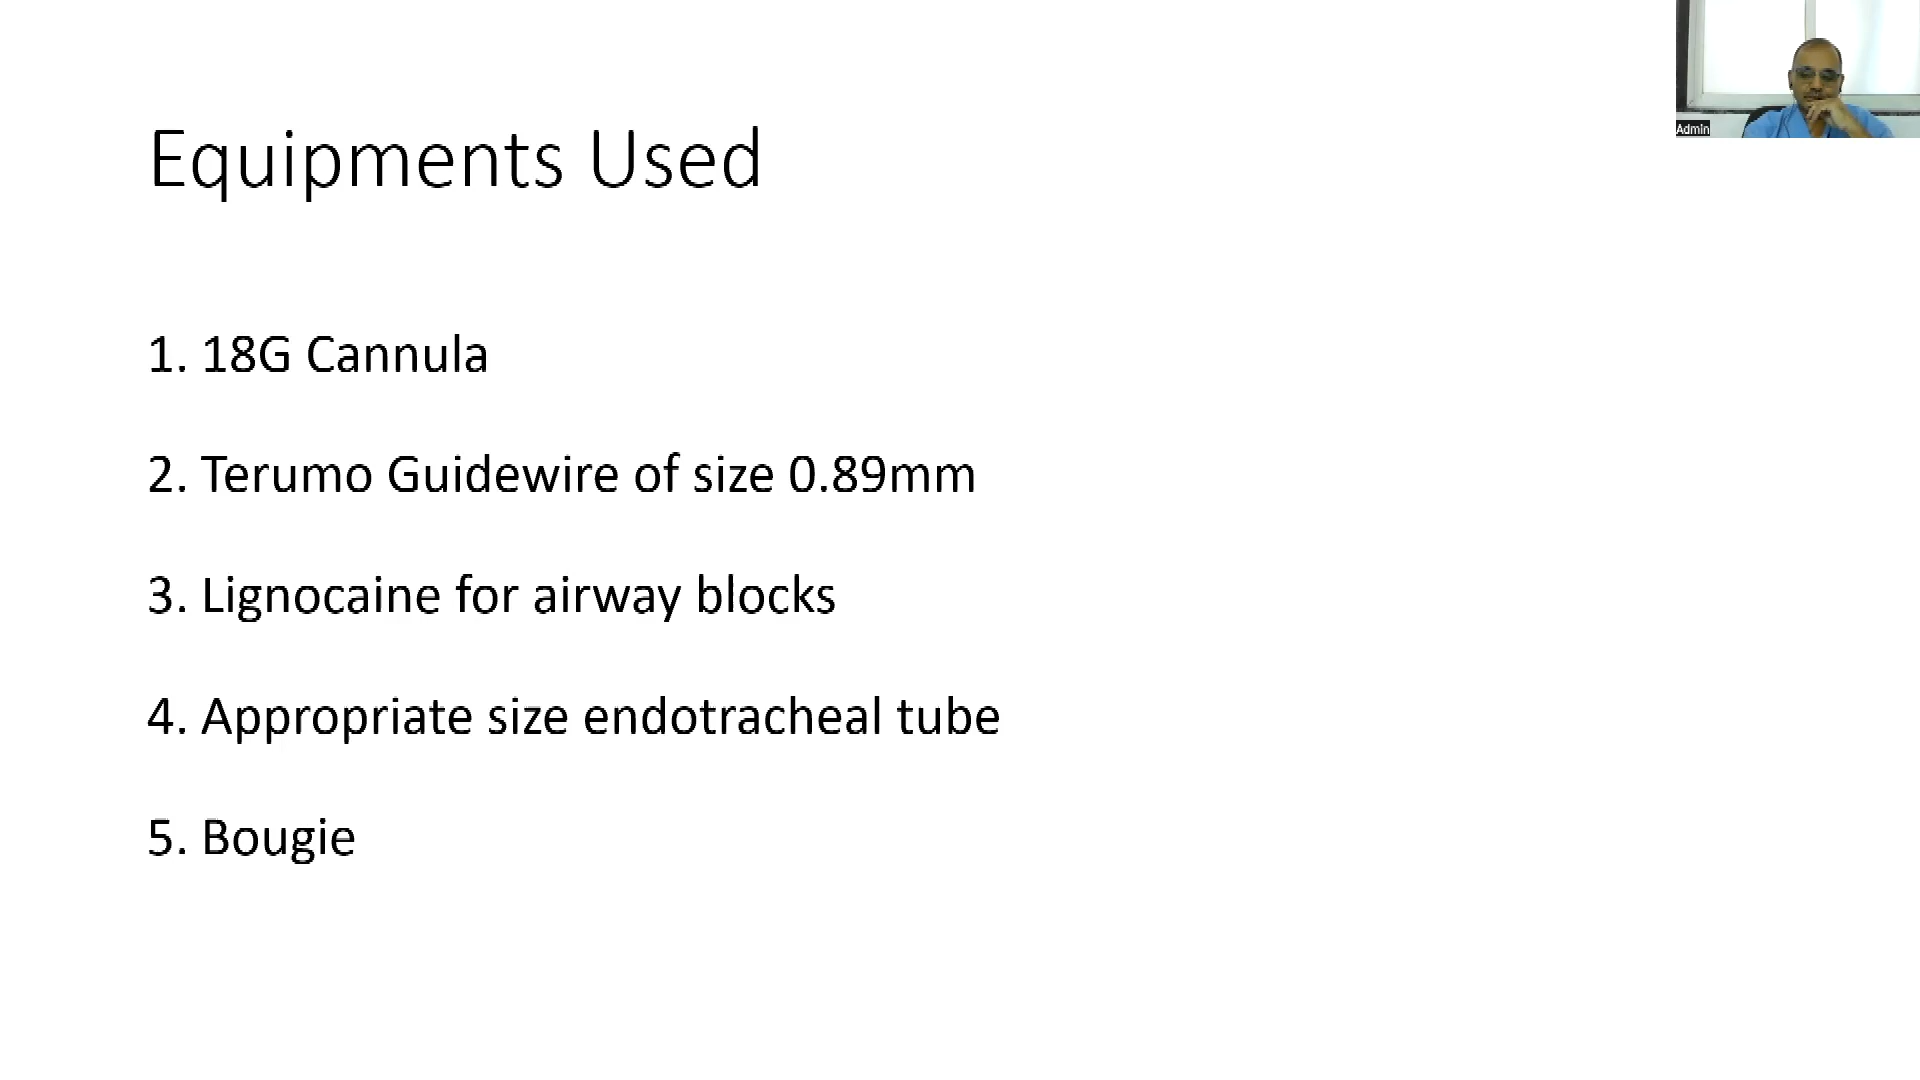 Equipments Used
1. 18G Cannula
2. Terumo Guidewire of size 0.89mm
3. Lignocaine for airway blocks
4. Appropriate size endotracheal tube
5. Bougie
Admin